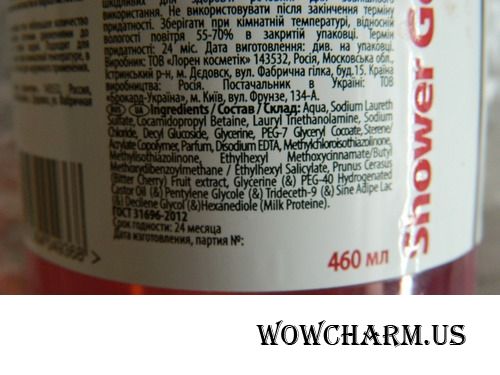 використання. Не використовувати після закінчення терміну
придатності. Зберігати при кімнатній температурі, відносній
вологості повітря 55-70% в закритій упаковці. Термін
придатності: 24 міс. Дата виготовлення: див. на упаковці.
Виробник: ТОВ «Лорен косметік» 143532, Росія, Московська обл.,
Істринський р-н, м. Дедовск, вул. Фабрична гілка, буд.15. Країна
виробництва: Росія. Постачальник в Україні: ТОВ
«Брокард-Україна», м. Київ, вул. Фрунзе, 134-А.
Ingredients / Состав / Склад: Aqua, Sodium Laureth
Sulfate, Cocamidopropyl Betaine, Lauryl Triethanolamine, Sodium
Chloride, Decyl Glucoside, Glycerine, PEG-7 Glyceryl Cocoate, Sterene/
Acrylate Copolymer, Parfum, Disodium EDTA, Methylchloroisothiazolinone,
Methylisothiazolinone, Ethylhexyl Methoxycinnamate/Butyl
Methoxydibenzoylmethane / Ethylhexyl Salicylate, Prunus Cerasus
(Bitter Cherry) Fruit extract, Glycerine (&) PEG-40 Hydrogenated
Castor Oil (&) Pentylene Glycole (&) Trideceth-9 (&) Sine Adipe Lac
(&) Decilene Glycol (&)Hexanediole (Milk Proteine).
ГОСТ 31696-2012
Срок годности: 24 месяца
Дата изготовления, партия №:
460 мл
Shower
WOWCHARM.US